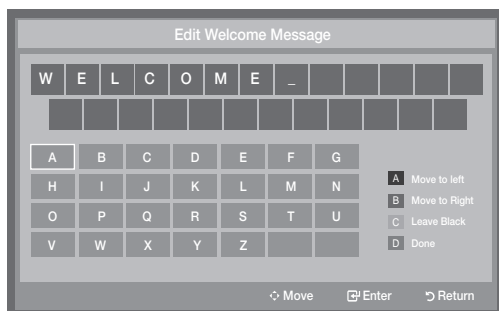 Edit Welcome Message
W E L C O M E _
A B C D E F G
H I J K L M N
O P Q R S T U
V W X Y Z
A Move to left
B Move to Right
C Leave Black
D Done
Move Enter Return